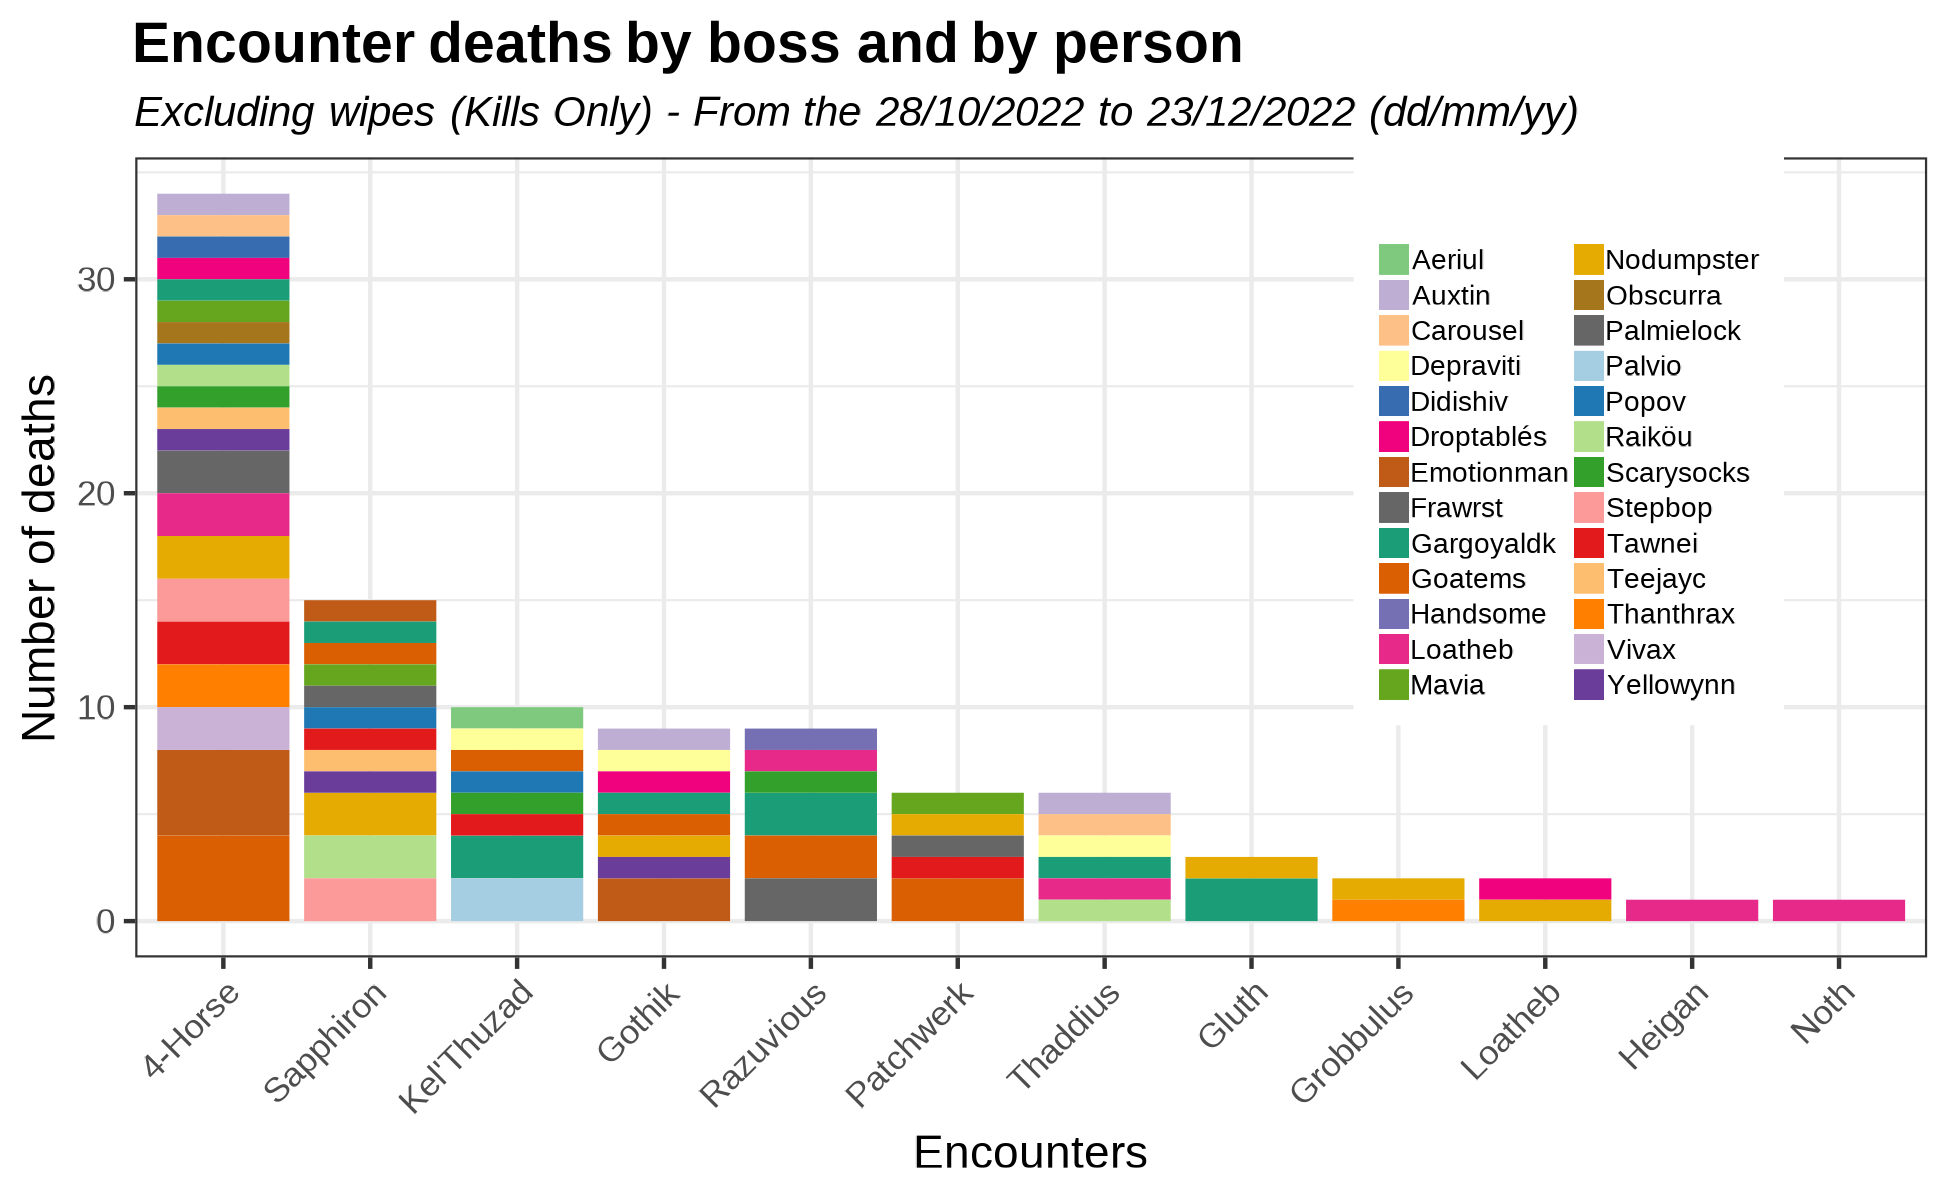 Encounter deaths by boss and by person
Excluding wipes (Kills Only) - From the 28/10/2022 to 23/12/2022 (dd/mm/yy)
Number of deaths
30
20
10
0
Aeriul
Auxtin
Carousel
Depraviti
Didishiv
Droptablés
Emotionman
Frawrst
Gargoyaldk
Goatems
Handsome
Loatheb
Mavia
Nodumpster
Obscurra
Palmielock
Palvio
Popov
Raiköu
Scarysocks
Stepbop
Tawnei
Teejayc
Thanthrax
Vivax
Yellowynn
4-Horse
Sapphiron
Kel'Thuzad
Gothik
Razuvious
Patchwerk
Thaddius
Gluth
Grobbulus
Loatheb
Heigan
Noth
Encounters